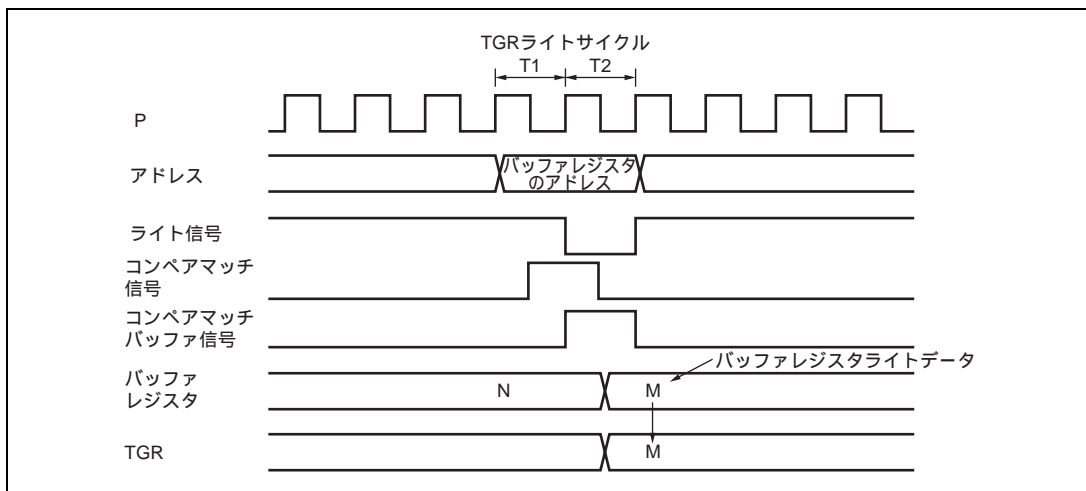 TGRライトサイクル
T1 T2
P
アドレス
バッファレジスタ
のアドレス
ライト信号
コンペアマッチ
信号
コンペアマッチ
バッファ信号
バッファレジスタライトデータ
バッファ
レジスタ
N M
TGR
M